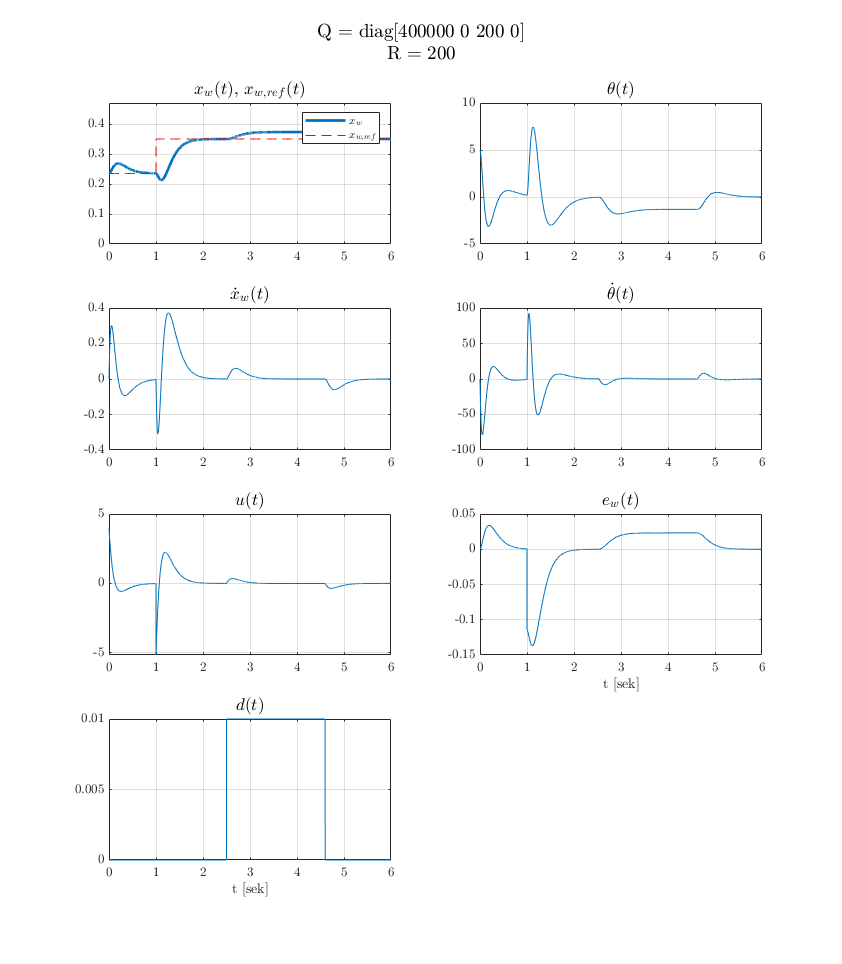 Q = diag[400000 0 200 0]
R = 200
x_w(t), x_{w,ref}(t)
0.4
0.3
0.2
0.1
0
0 1 2 3 4 5 6
x_w
x_{w,ref}
θ(t)
10
5
0
-5
0 1 2 3 4 5 6
ẋ_w(t)
0.4
0.2
0
-0.2
-0.4
0 1 2 3 4 5 6
θ̇(t)
100
50
0
-50
-100
0 1 2 3 4 5 6
u(t)
5
0
-5
0 1 2 3 4 5 6
e_w(t)
0.05
0
-0.05
-0.1
-0.15
0 1 2 3 4 5 6
t [sek]
d(t)
0.01
0.005
0
0 1 2 3 4 5 6
t [sek]